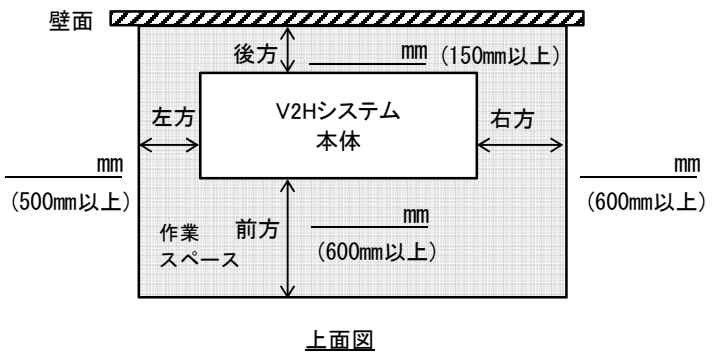 壁面
後方
mm (150mm以上)
V2Hシステム
本体
左方
右方
mm
(500mm以上)
mm
(600mm以上)
前方
mm
(600mm以上)
作業
スペース
上面図